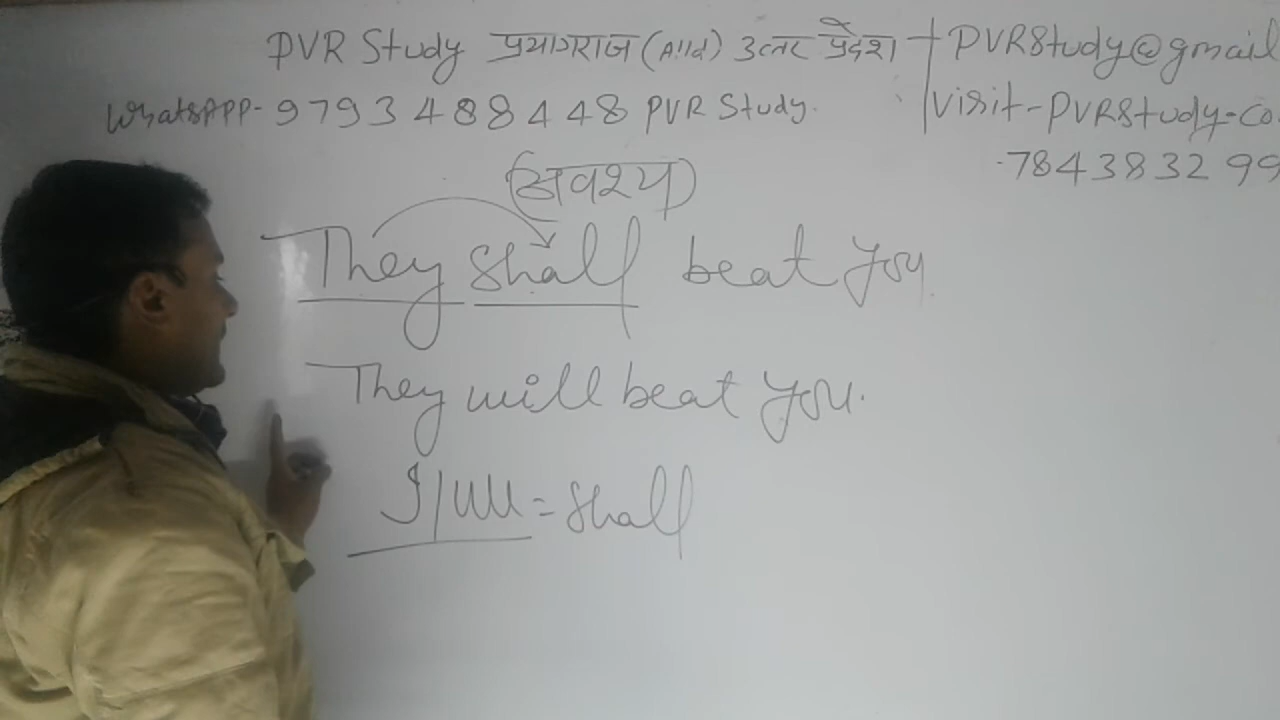 PVR Study प्रयागराज (Alld) उत्तर प्रदेश
PVRStudy@gmail
WhatsAPP- 9793488448 PVR Study.
Visit-PVRStudy-co
7843832 99
(अवश्य)
They shall beat you.
They will beat you.
I/We = Shall